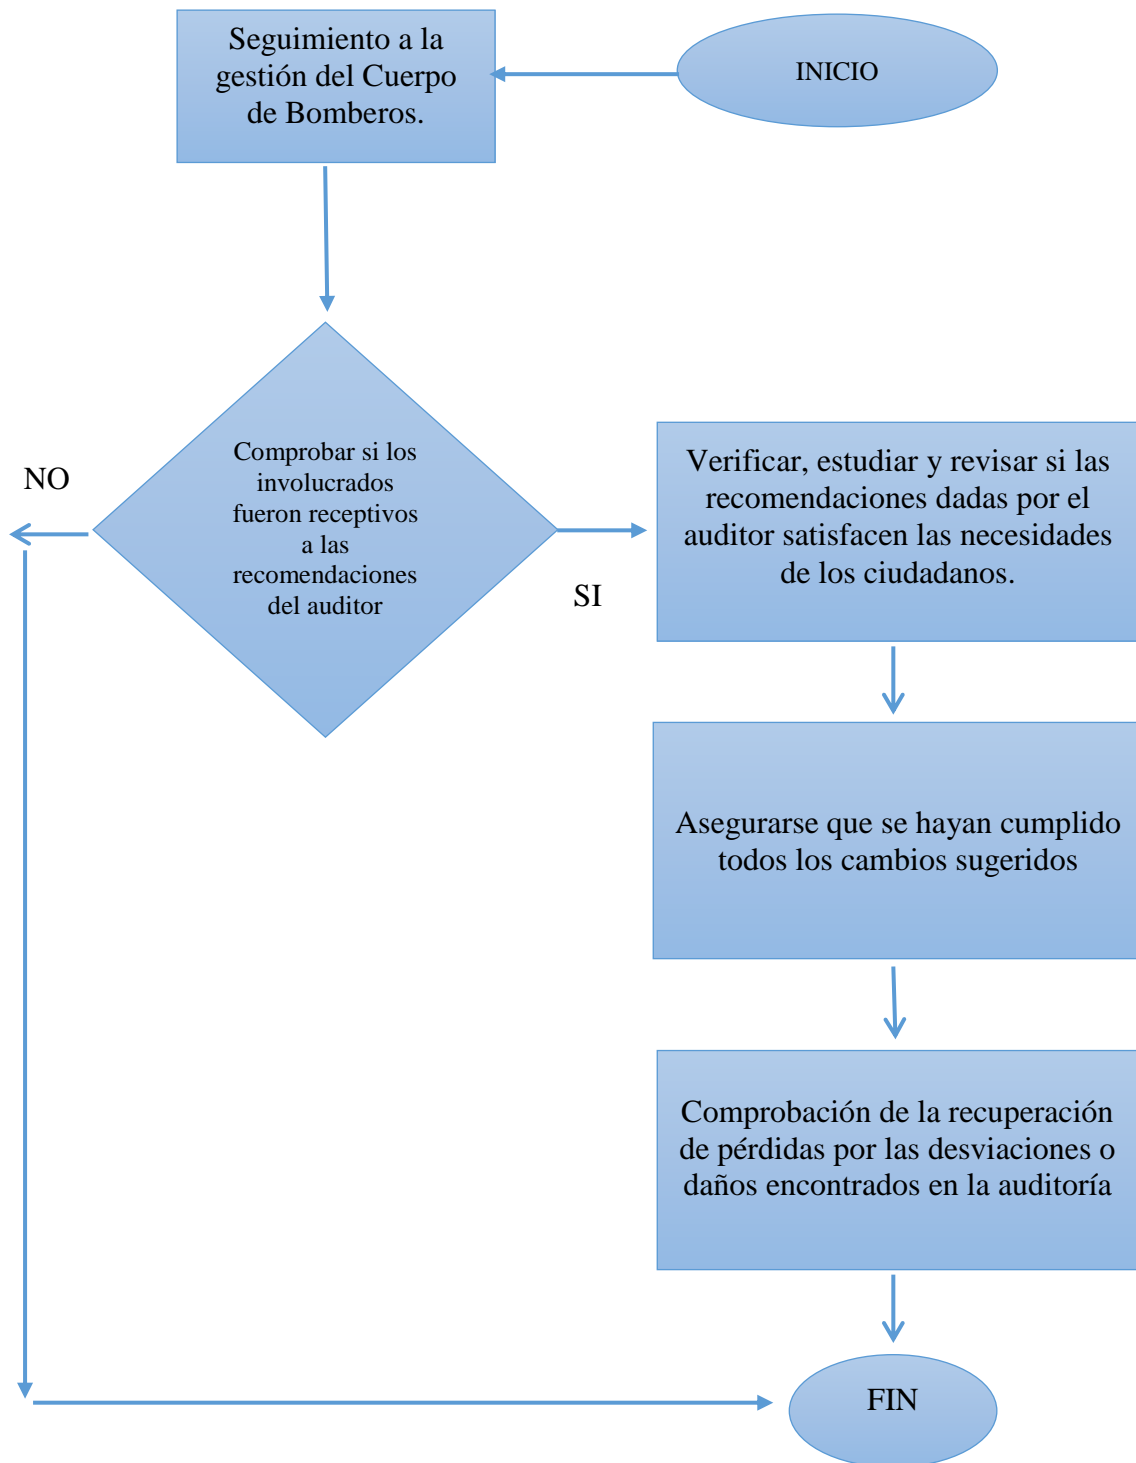 Seguimiento a la
gestión del Cuerpo
de Bomberos.
INICIO
Comprobar si los
involucrados
fueron receptivos
a las
recomendaciones
del auditor
NO
SI
Verificar, estudiar y revisar si las
recomendaciones dadas por el
auditor satisfacen las necesidades
de los ciudadanos.
Asegurarse que se hayan cumplido
todos los cambios sugeridos
Comprobación de la recuperación
de pérdidas por las desviaciones o
daños encontrados en la auditoría
FIN